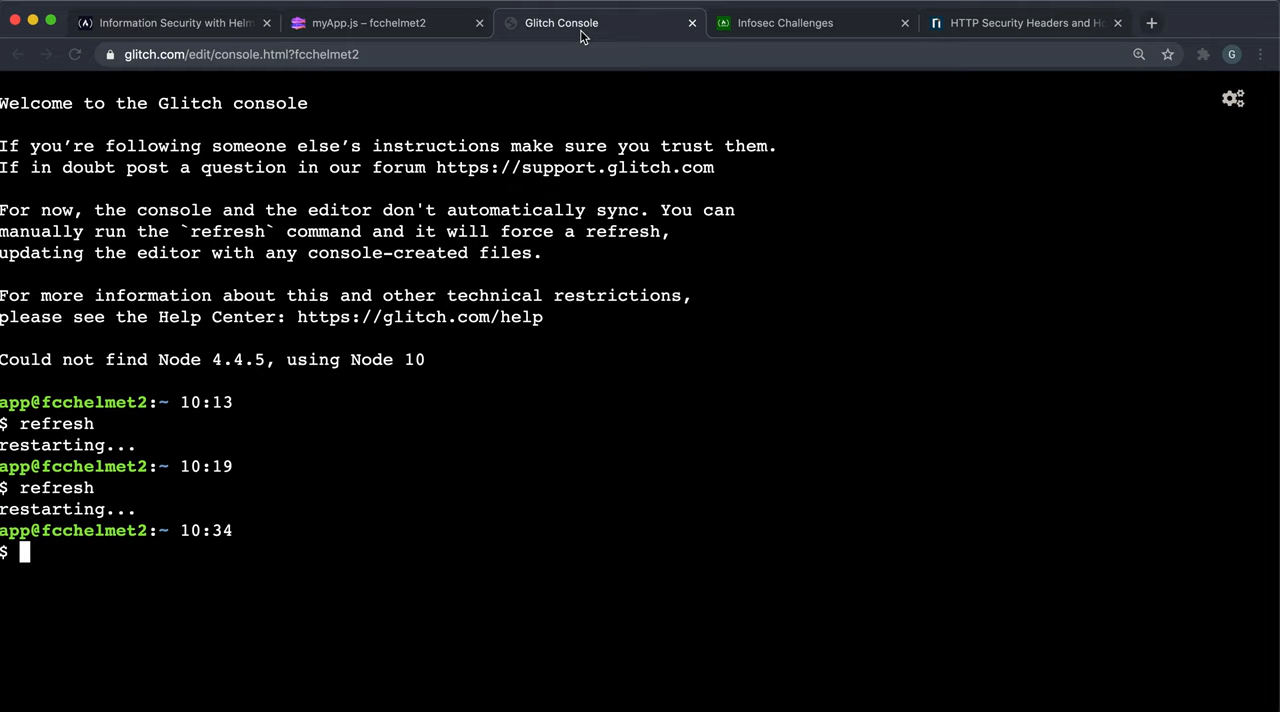 Information Security with Helm
myApp.js – fcchelmet2
Glitch Console
Infosec Challenges
HTTP Security Headers and Ho
glitch.com/edit/console.html?fcchelmet2
G
Welcome to the Glitch console
If you’re following someone else’s instructions make sure you trust them.
If in doubt post a question in our forum https://support.glitch.com
For now, the console and the editor don't automatically sync. You can
manually run the `refresh` command and it will force a refresh,
updating the editor with any console-created files.
For more information about this and other technical restrictions,
please see the Help Center: https://glitch.com/help
Could not find Node 4.4.5, using Node 10
app@fcchelmet2:~ 10:13
$ refresh
restarting...
app@fcchelmet2:~ 10:19
$ refresh
restarting...
app@fcchelmet2:~ 10:34
$